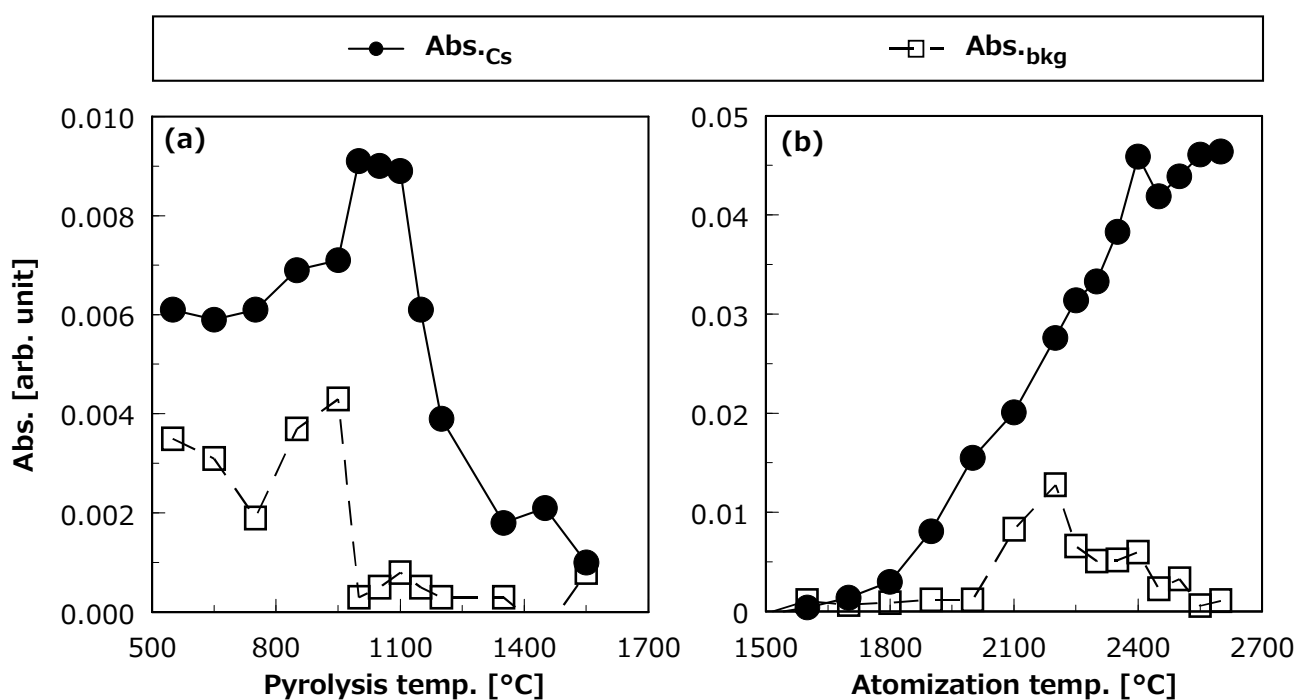 Abs.Cs
Abs.bkg
(a)
(b)
Abs. [arb. unit]
0.010
0.008
0.006
0.004
0.002
0.000
500 800 1100 1400 1700
Pyrolysis temp. [°C]
0.05
0.04
0.03
0.02
0.01
0
1500 1800 2100 2400 2700
Atomization temp. [°C]